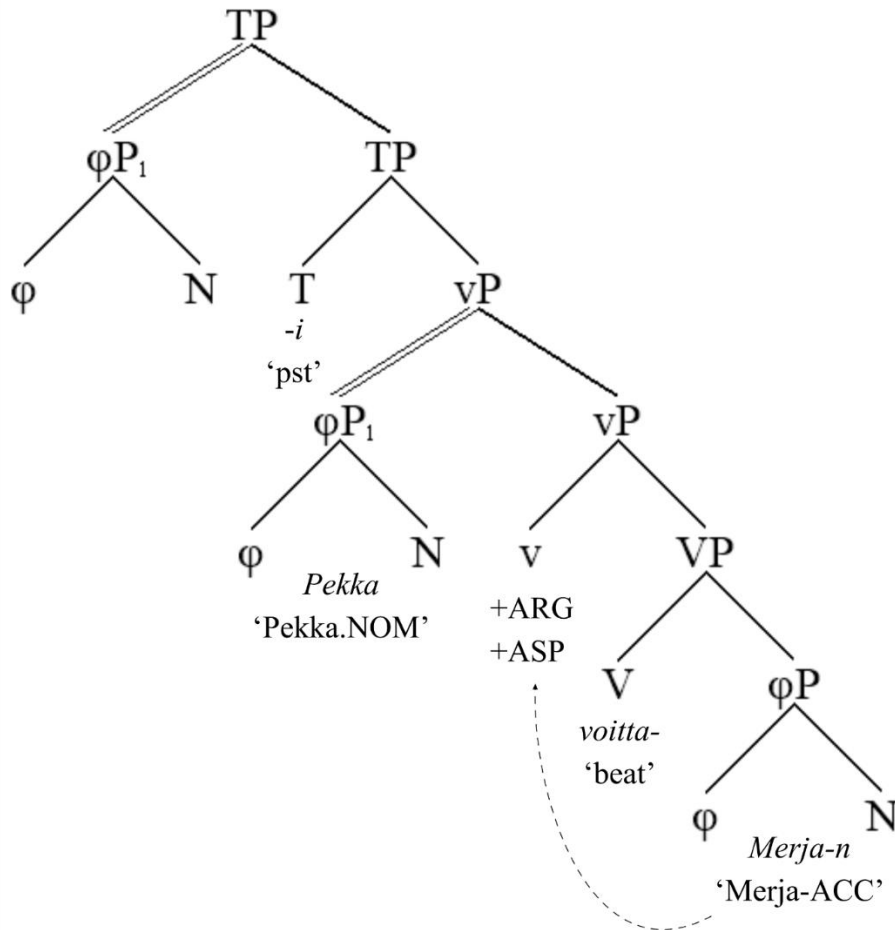 TP
φP₁ TP
φ N T vP
-i
‘pst’
φP₁ vP
φ N v VP
Pekka
‘Pekka.NOM’
+ARG
+ASP
V φP
voitta-
‘beat’
φ N
Merja-n
‘Merja-ACC’